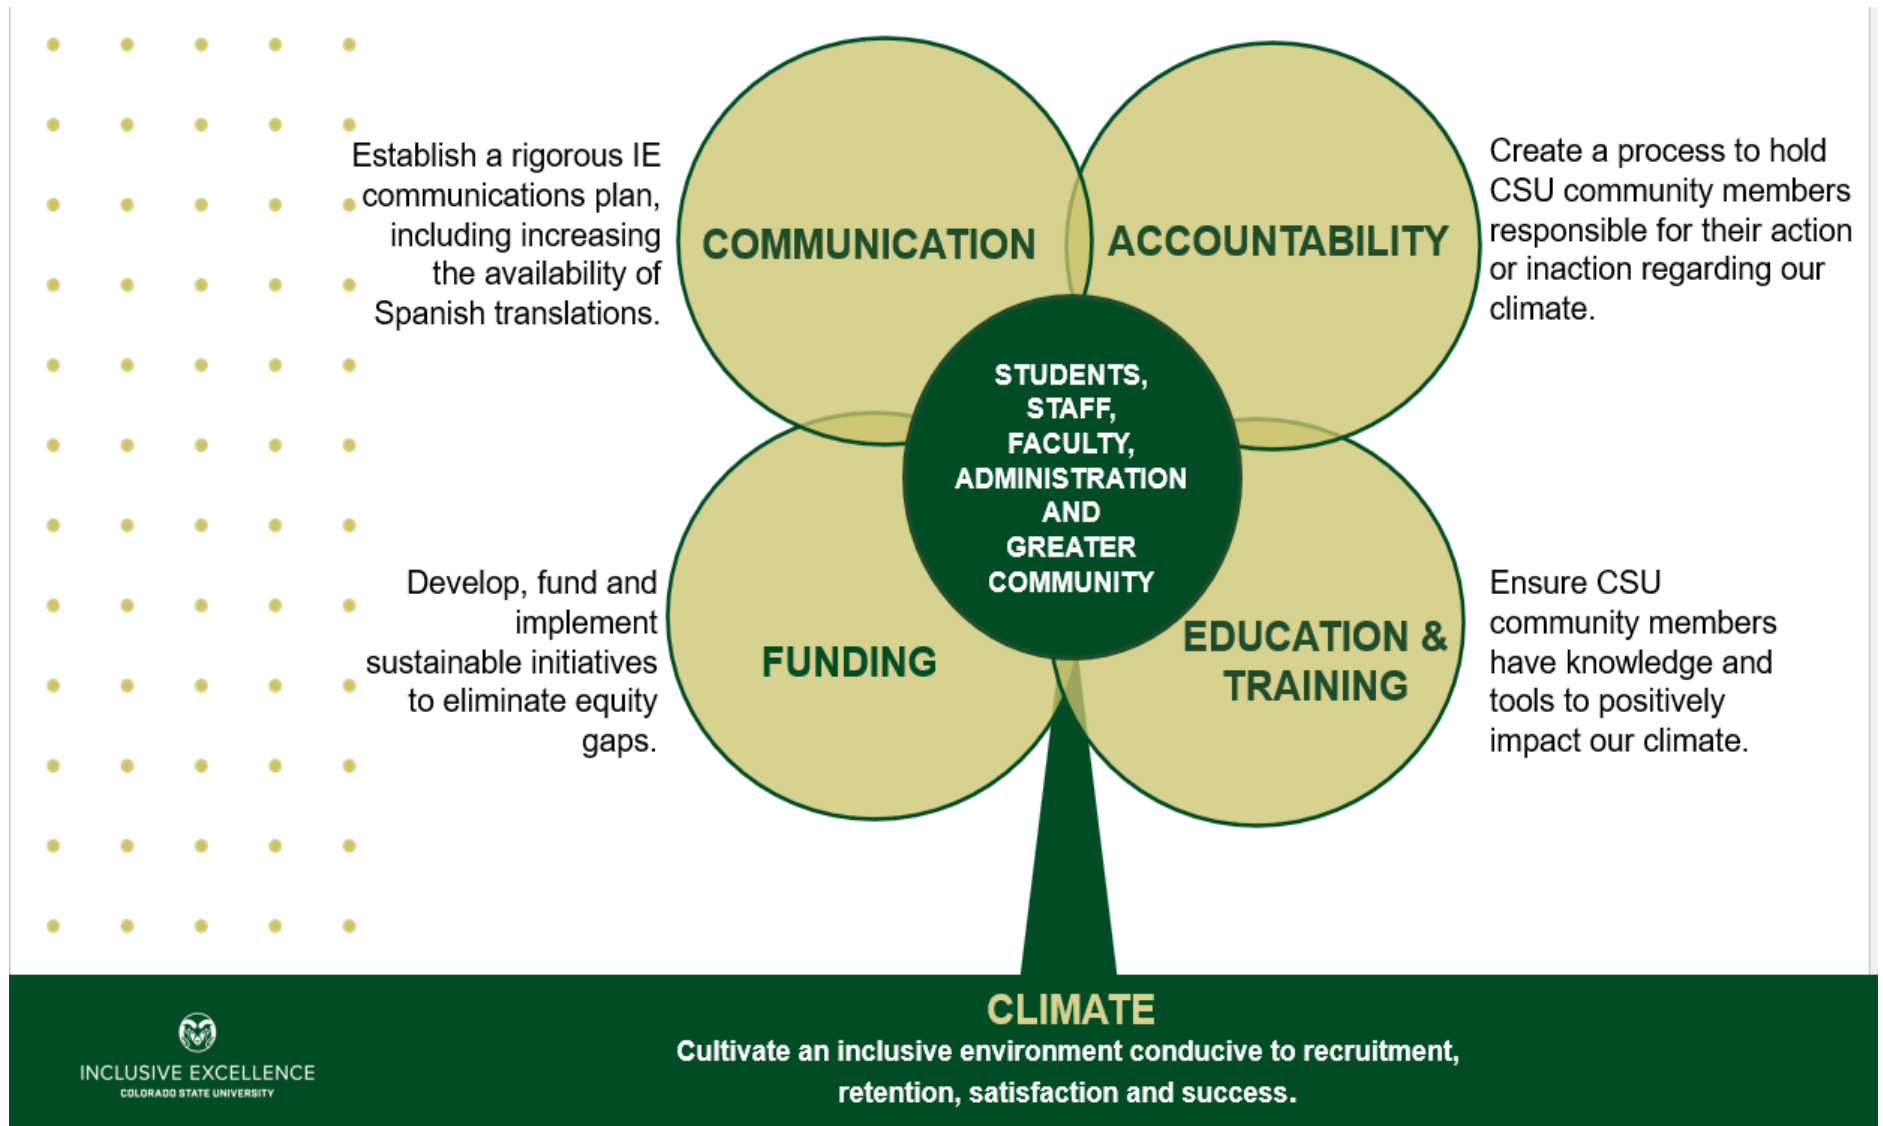 Establish a rigorous IE
communications plan,
including increasing
the availability of
Spanish translations.
COMMUNICATION
ACCOUNTABILITY
Create a process to hold
CSU community members
responsible for their action
or inaction regarding our
climate.
STUDENTS,
STAFF,
FACULTY,
ADMINISTRATION
AND
GREATER
COMMUNITY
Develop, fund and
implement
sustainable initiatives
to eliminate equity
gaps.
FUNDING
EDUCATION &
TRAINING
Ensure CSU
community members
have knowledge and
tools to positively
impact our climate.
CLIMATE
Cultivate an inclusive environment conducive to recruitment,
retention, satisfaction and success.
INCLUSIVE EXCELLENCE
COLORADO STATE UNIVERSITY